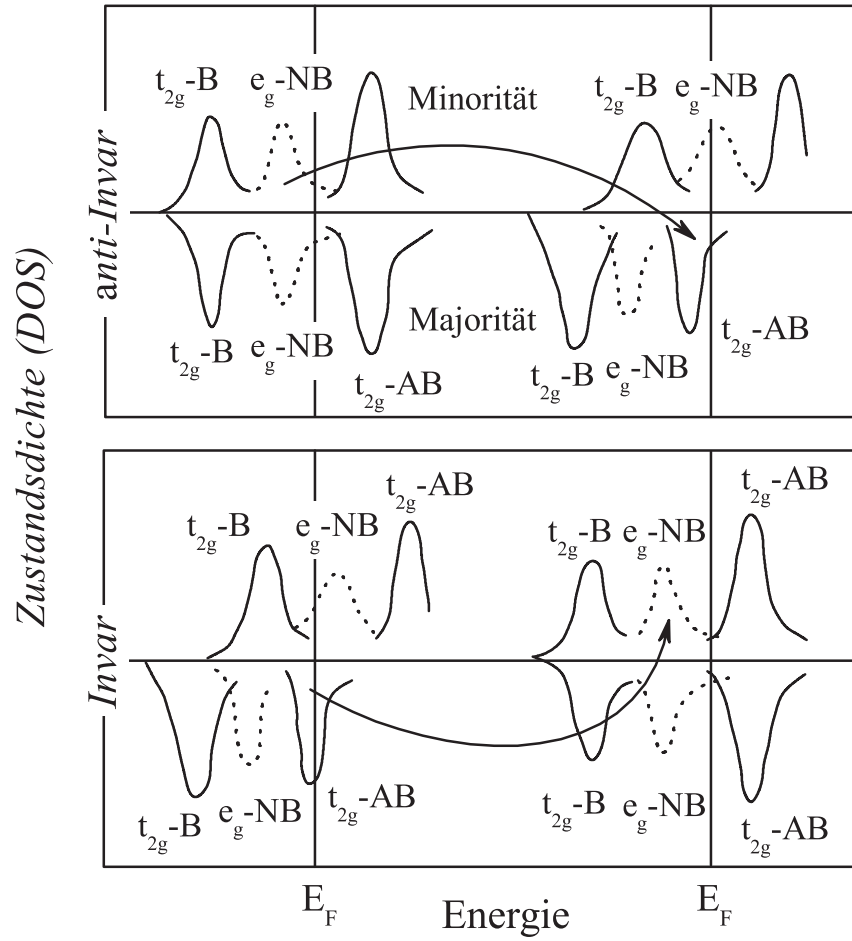 Zustandsdichte (DOS)
anti-Invar
t2g-B eg-NB
Minorität
t2g-B eg-NB
t2g-B eg-NB
t2g-AB
Majorität
t2g-B eg-NB
t2g-AB
Invar
t2g-B eg-NB t2g-AB
t2g-B eg-NB t2g-AB
t2g-B eg-NB t2g-AB
t2g-B eg-NB t2g-AB
EF Energie EF